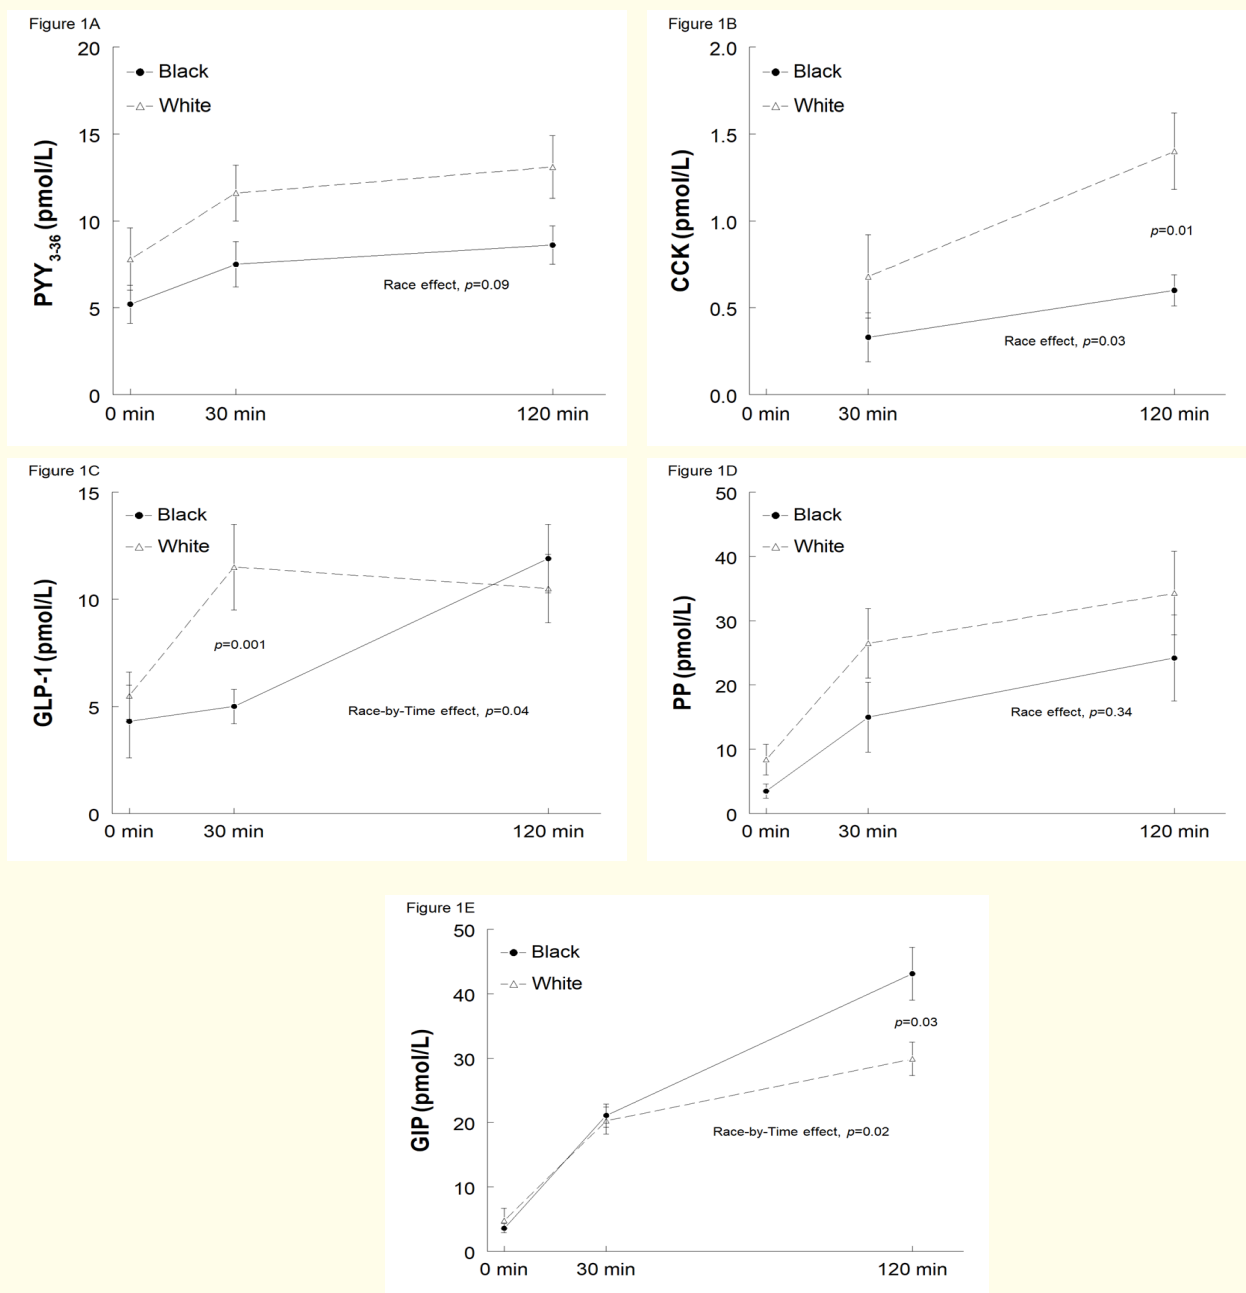 Figure 1A
20
Black
White
15
10
5
0
PYY3-36 (pmol/L)
Race effect, p=0.09
0 min 30 min 120 min
Figure 1B
2.0
Black
White
1.5
1.0
0.5
0.0
CCK (pmol/L)
p=0.01
Race effect, p=0.03
0 min 30 min 120 min
Figure 1C
15
Black
White
10
5
0
GLP-1 (pmol/L)
p=0.001
Race-by-Time effect, p=0.04
0 min 30 min 120 min
Figure 1D
50
Black
White
40
30
20
10
0
PP (pmol/L)
Race effect, p=0.34
0 min 30 min 120 min
Figure 1E
50
Black
White
40
30
20
10
0
GIP (pmol/L)
p=0.03
Race-by-Time effect, p=0.02
0 min 30 min 120 min